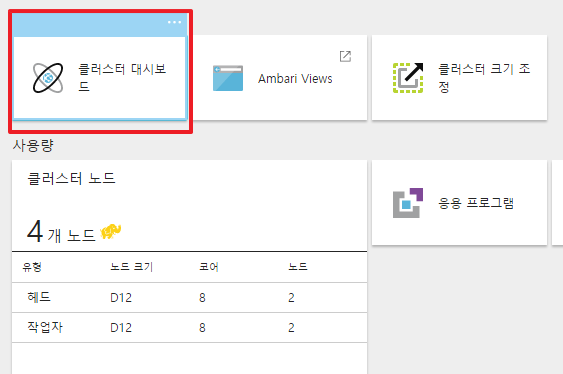 클러스터 대시보
드
Ambari Views
클러스터 크기 조
정
사용량
클러스터 노드
4 개 노드
응용 프로그램
유형 노드 크기 코어 노드
헤드 D12 8 2
작업자 D12 8 2